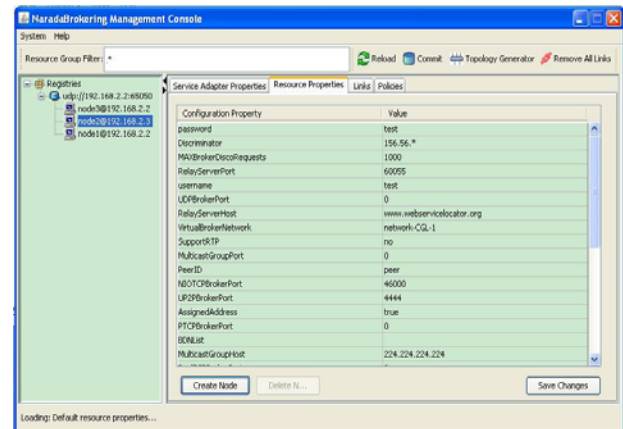 NaradaBrokering Management Console
System Help
Resource Group Filter: *
Reload Commit Topology Generator Remove All Links
Registries
udp://192.168.2.2:65050
node3@192.168.2.2
node2@192.168.2.3
node1@192.168.2.2
Service Adapter Properties Resource Properties Links Policies
Configuration Property Value
password test
Discriminator 156.56.*
MAXBrokerDiscoRequests 1000
RelayServerPort 60055
username test
UDPBrokerPort 0
RelayServerHost www.webservicelocator.org
VirtualBrokerNetwork network-CGL-1
SupportRTP no
MulticastGroupPort 0
PeerID peer
NIOTCPBrokerPort 46000
UP2PBrokerPort 4444
AssignedAddress true
PTCPBrokerPort 0
BDNList
MulticastGroupHost 224.224.224.224
Create Node Delete N... Save Changes
Loading: Default resource properties...